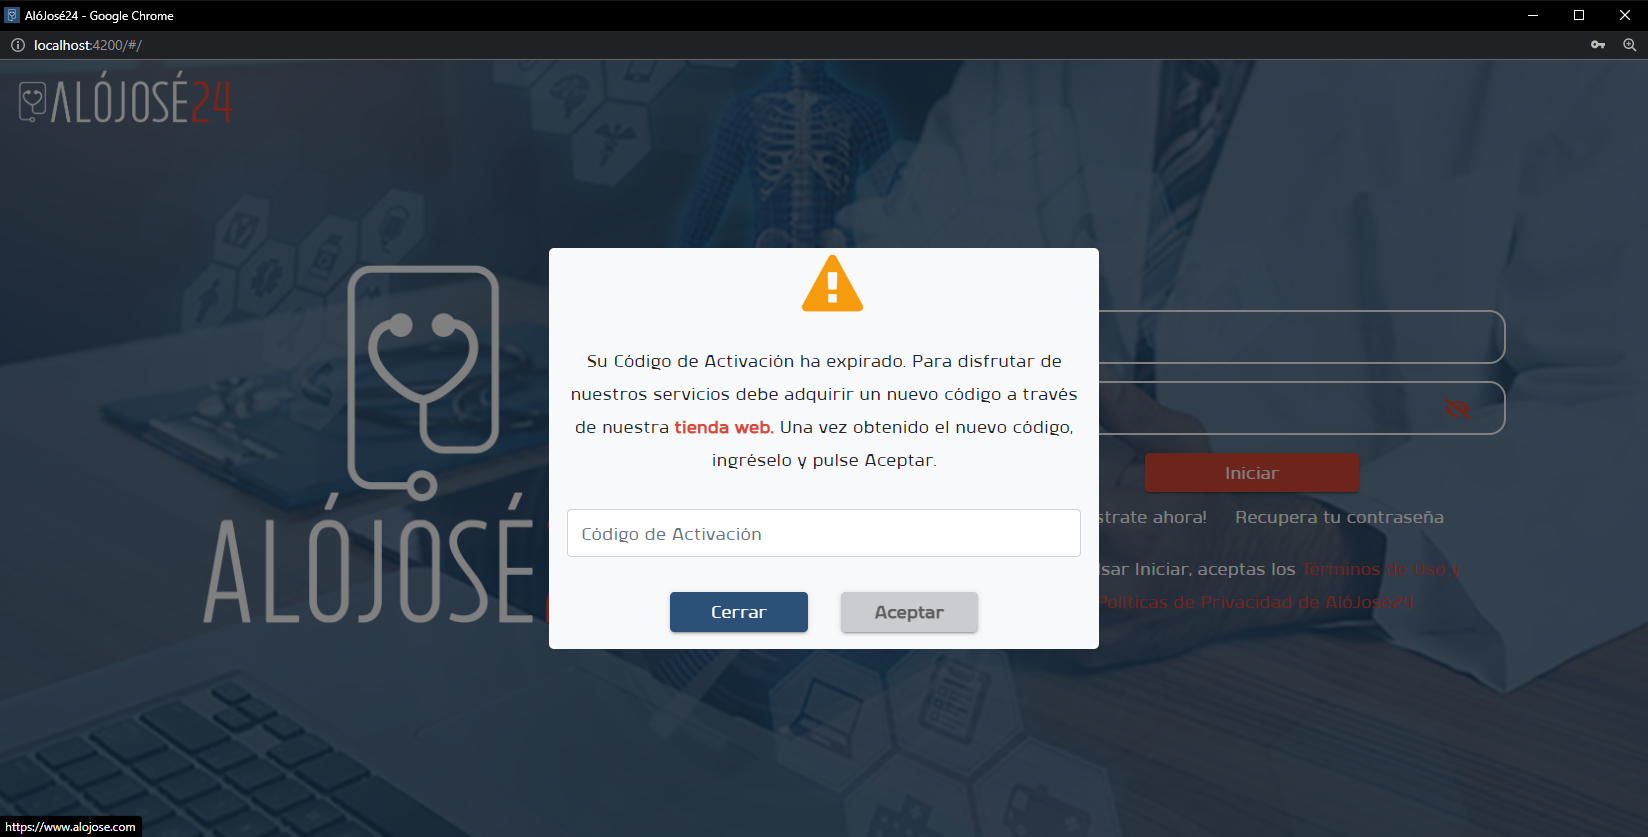 AlóJosé24 - Google Chrome
localhost:4200/#/
ALÓJOSÉ24
ALÓJOSÉ
Su Código de Activación ha expirado. Para disfrutar de
nuestros servicios debe adquirir un nuevo código a través
de nuestra tienda web. Una vez obtenido el nuevo código,
ingréselo y pulse Aceptar.
Código de Activación
Cerrar Aceptar
Iniciar
strate ahora! Recupera tu contraseña
sar Iniciar, aceptas los Términos de Uso y
Políticas de Privacidad de AlóJosé24
https://www.alojose.com